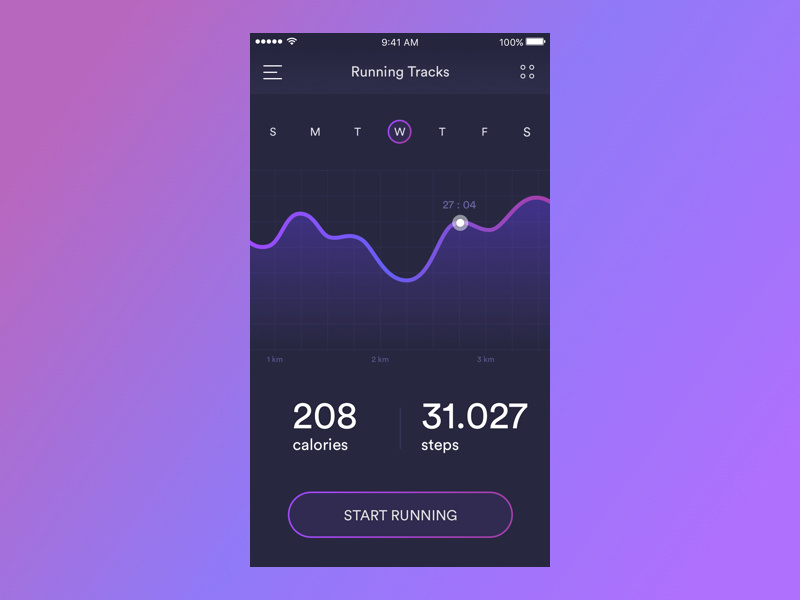 9:41 AM 100%
Running Tracks
S M T W T F S
27 : 04
1 km 2 km 3 km
208 31.027
calories steps
START RUNNING